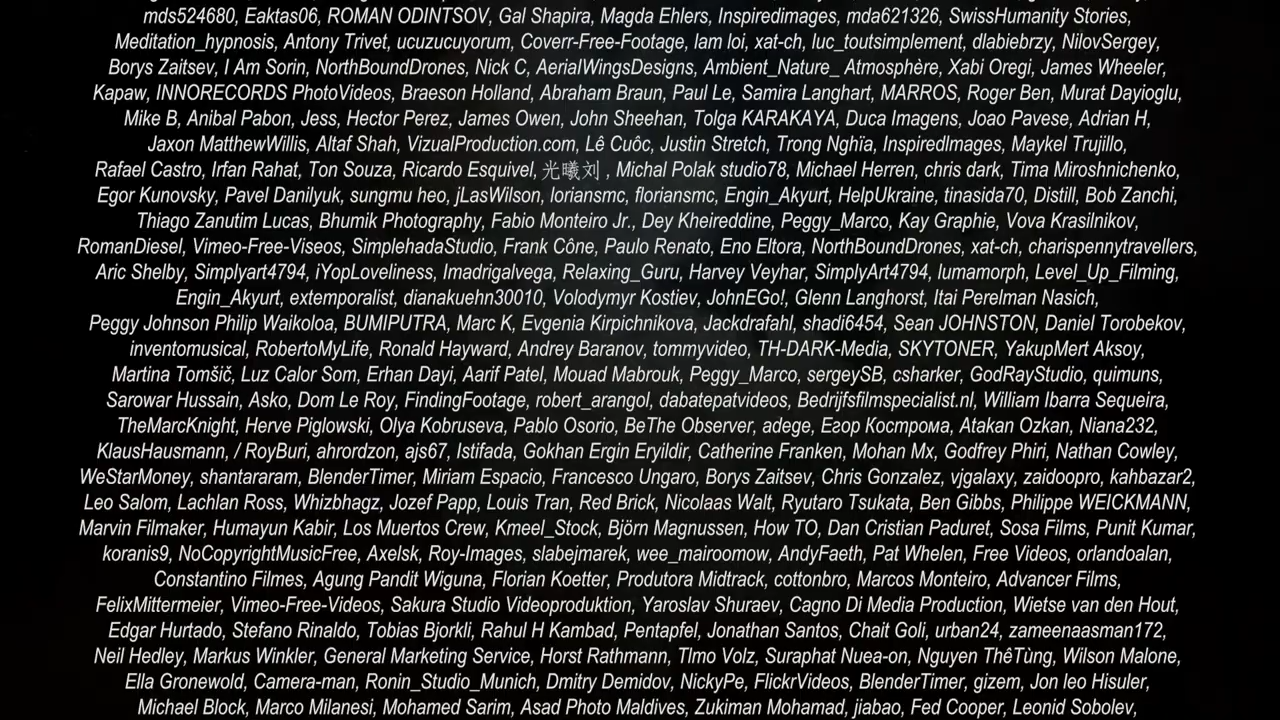 mds524680, Eaktas06, ROMAN ODINTSOV, Gal Shapira, Magda Ehlers, Inspiredimages, mda621326, SwissHumanity Stories,
Meditation_hypnosis, Antony Trivet, ucuzucuyorum, Coverr-Free-Footage, lam loi, xat-ch, luc_toutsimplement, dlabiebrzy, NilovSergey,
Borys Zaitsev, I Am Sorin, NorthBoundDrones, Nick C, AerialWingsDesigns, Ambient_Nature_ Atmosphère, Xabi Oregi, James Wheeler,
Kapaw, INNORECORDS PhotoVideos, Braeson Holland, Abraham Braun, Paul Le, Samira Langhart, MARROS, Roger Ben, Murat Dayioglu,
Mike B, Anibal Pabon, Jess, Hector Perez, James Owen, John Sheehan, Tolga KARAKAYA, Duca Imagens, Joao Pavese, Adrian H,
Jaxon MatthewWillis, Altaf Shah, VizualProduction.com, Lê Cuôc, Justin Stretch, Trong Nghïa, InspiredImages, Maykel Trujillo,
Rafael Castro, Irfan Rahat, Ton Souza, Ricardo Esquivel, 光曦刘 , Michal Polak studio78, Michael Herren, chris dark, Tima Miroshnichenko,
Egor Kunovsky, Pavel Danilyuk, sungmu heo, jLasWilson, loriansmc, floriansmc, Engin_Akyurt, HelpUkraine, tinasida70, Distill, Bob Zanchi,
Thiago Zanutim Lucas, Bhumik Photography, Fabio Monteiro Jr., Dey Kheireddine, Peggy_Marco, Kay Graphie, Vova Krasilnikov,
RomanDiesel, Vimeo-Free-Viseos, SimplehadaStudio, Frank Cône, Paulo Renato, Eno Eltora, NorthBoundDrones, xat-ch, charispennytravellers,
Aric Shelby, Simplyart4794, iYopLoveliness, Imadrigalvega, Relaxing_Guru, Harvey Veyhar, SimplyArt4794, lumamorph, Level_Up_Filming,
Engin_Akyurt, extemporalist, dianakuehn30010, Volodymyr Kostiev, JohnEGo!, Glenn Langhorst, Itai Perelman Nasich,
Peggy Johnson Philip Waikoloa, BUMIPUTRA, Marc K, Evgenia Kirpichnikova, Jackdrafahl, shadi6454, Sean JOHNSTON, Daniel Torobekov,
inventomusical, RobertoMyLife, Ronald Hayward, Andrey Baranov, tommyvideo, TH-DARK-Media, SKYTONER, YakupMert Aksoy,
Martina Tomšič, Luz Calor Som, Erhan Dayi, Aarif Patel, Mouad Mabrouk, Peggy_Marco, sergeySB, csharker, GodRayStudio, quimuns,
Sarowar Hussain, Asko, Dom Le Roy, FindingFootage, robert_arangol, dabatepatvideos, Bedrijfsfilmspecialist.nl, William Ibarra Sequeira,
TheMarcKnight, Herve Piglowski, Olya Kobruseva, Pablo Osorio, BeThe Observer, adege, Егор Кострома, Atakan Ozkan, Niana232,
KlausHausmann, / RoyBuri, ahrordzon, ajs67, Istifada, Gokhan Ergin Eryildir, Catherine Franken, Mohan Mx, Godfrey Phiri, Nathan Cowley,
WeStarMoney, shantararam, BlenderTimer, Miriam Espacio, Francesco Ungaro, Borys Zaitsev, Chris Gonzalez, vjgalaxy, zaidoopro, kahbazar2,
Leo Salom, Lachlan Ross, Whizbhagz, Jozef Papp, Louis Tran, Red Brick, Nicolaas Walt, Ryutaro Tsukata, Ben Gibbs, Philippe WEICKMANN,
Marvin Filmaker, Humayun Kabir, Los Muertos Crew, Kmeel_Stock, Björn Magnussen, How TO, Dan Cristian Paduret, Sosa Films, Punit Kumar,
koranis9, NoCopyrightMusicFree, Axelsk, Roy-Images, slabejmarek, wee_mairoomow, AndyFaeth, Pat Whelen, Free Videos, orlandoalan,
Constantino Filmes, Agung Pandit Wiguna, Florian Koetter, Produtora Midtrack, cottonbro, Marcos Monteiro, Advancer Films,
FelixMittermeier, Vimeo-Free-Videos, Sakura Studio Videoproduktion, Yaroslav Shuraev, Cagno Di Media Production, Wietse van den Hout,
Edgar Hurtado, Stefano Rinaldo, Tobias Bjorkli, Rahul H Kambad, Pentapfel, Jonathan Santos, Chait Goli, urban24, zameenaasman172,
Neil Hedley, Markus Winkler, General Marketing Service, Horst Rathmann, Tlmo Volz, Suraphat Nuea-on, Nguyen ThêTùng, Wilson Malone,
Ella Gronewold, Camera-man, Ronin_Studio_Munich, Dmitry Demidov, NickyPe, FlickrVideos, BlenderTimer, gizem, Jon leo Hisuler,
Michael Block, Marco Milanesi, Mohamed Sarim, Asad Photo Maldives, Zukiman Mohamad, jiabao, Fed Cooper, Leonid Sobolev,